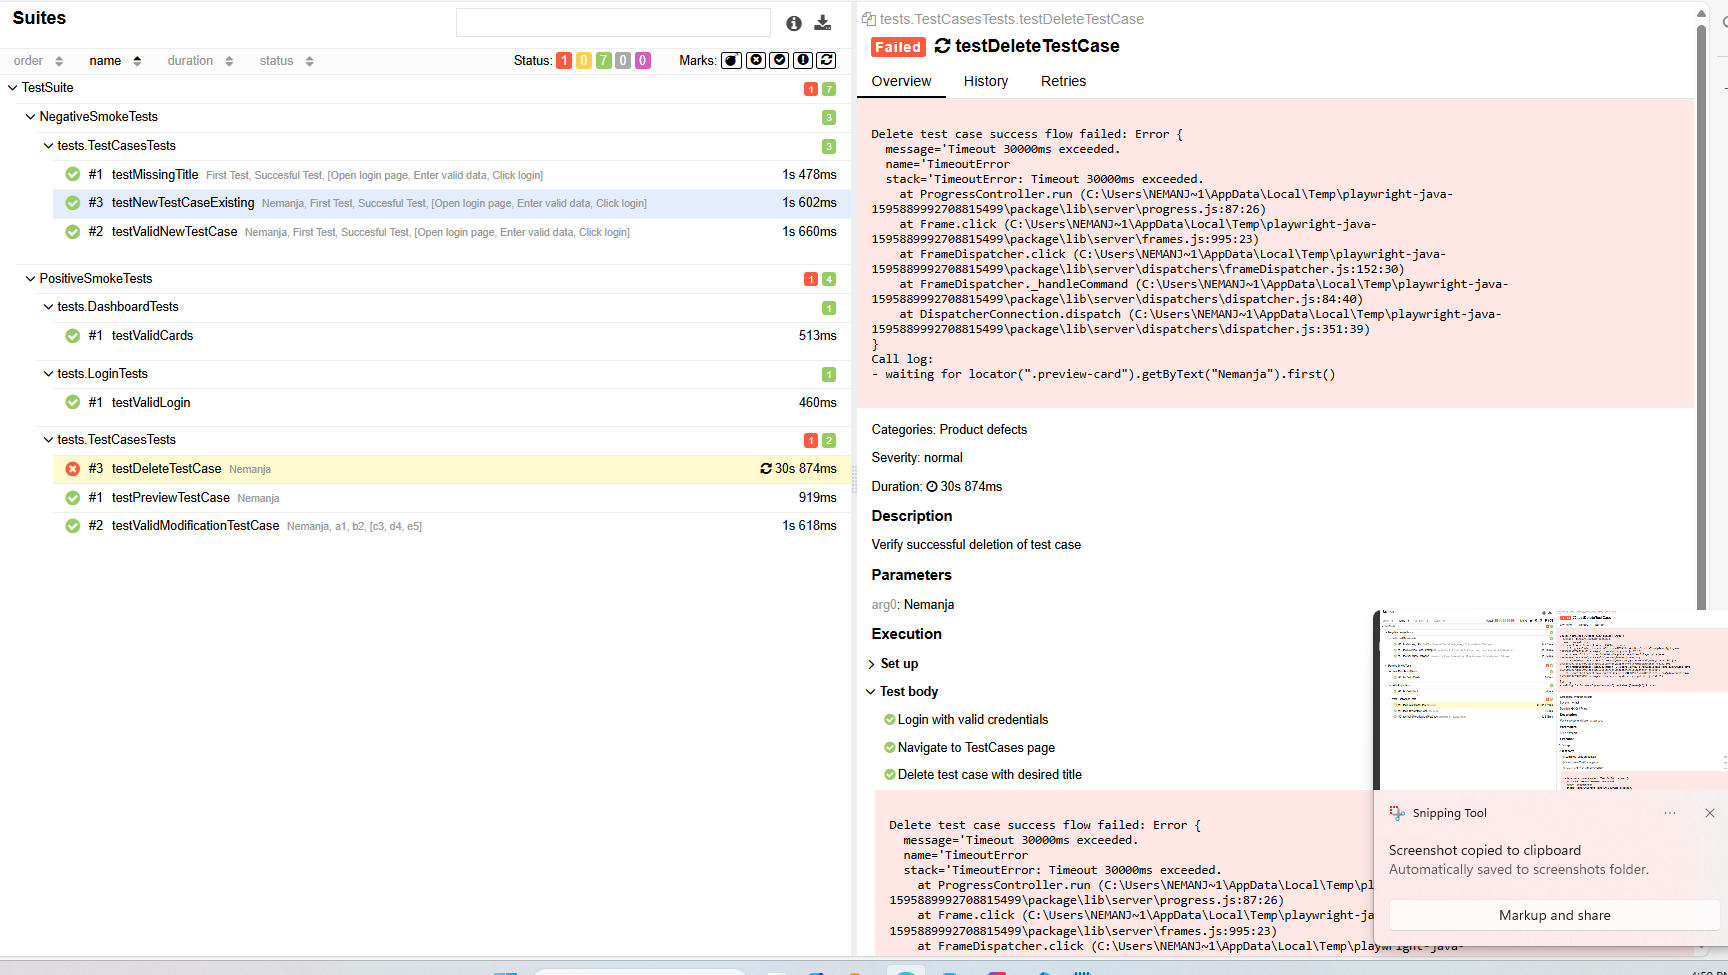 Suites
order name duration status
Status: 1 0 7 0 0 Marks:
TestSuite 1 7
NegativeSmokeTests 3
tests.TestCasesTests 3
#1 testMissingTitle First Test, Succesful Test, [Open login page, Enter valid data, Click login] 1s 478ms
#3 testNewTestCaseExisting Nemanja, First Test, Succesful Test, [Open login page, Enter valid data, Click login] 1s 602ms
#2 testValidNewTestCase Nemanja, First Test, Succesful Test, [Open login page, Enter valid data, Click login] 1s 660ms
PositiveSmokeTests 1 4
tests.DashboardTests 1
#1 testValidCards 513ms
tests.LoginTests 1
#1 testValidLogin 460ms
tests.TestCasesTests 1 2
#3 testDeleteTestCase Nemanja 30s 874ms
#1 testPreviewTestCase Nemanja 919ms
#2 testValidModificationTestCase Nemanja, a1, b2, [c3, d4, e5] 1s 618ms
tests.TestCasesTests.testDeleteTestCase
Failed testDeleteTestCase
Overview History Retries
Delete test case success flow failed: Error {
message='Timeout 30000ms exceeded.
name='TimeoutError
stack='TimeoutError: Timeout 30000ms exceeded.
at ProgressController.run (C:\Users\NEMANJ~1\AppData\Local\Temp\playwright-java-
1595889992708815499\package\lib\server\progress.js:87:26)
at Frame.click (C:\Users\NEMANJ~1\AppData\Local\Temp\playwright-java-
1595889992708815499\package\lib\server\frames.js:995:23)
at FrameDispatcher.click (C:\Users\NEMANJ~1\AppData\Local\Temp\playwright-java-
1595889992708815499\package\lib\server\dispatchers\frameDispatcher.js:152:30)
at FrameDispatcher._handleCommand (C:\Users\NEMANJ~1\AppData\Local\Temp\playwright-java-
1595889992708815499\package\lib\server\dispatchers\dispatcher.js:84:40)
at DispatcherConnection.dispatch (C:\Users\NEMANJ~1\AppData\Local\Temp\playwright-java-
1595889992708815499\package\lib\server\dispatchers\dispatcher.js:351:39)
}
Call log:
- waiting for locator(".preview-card").getByText("Nemanja").first()
Categories: Product defects
Severity: normal
Duration: 30s 874ms
Description
Verify successful deletion of test case
Parameters
arg0: Nemanja
Execution
Set up
Test body
Login with valid credentials
Navigate to TestCases page
Delete test case with desired title
Delete test case success flow failed: Error {
message='Timeout 30000ms exceeded.
name='TimeoutError
stack='TimeoutError: Timeout 30000ms exceeded.
at ProgressController.run (C:\Users\NEMANJ~1\AppData\Local\Temp\pl
1595889992708815499\package\lib\server\progress.js:87:26)
at Frame.click (C:\Users\NEMANJ~1\AppData\Local\Temp\playwright-ja
1595889992708815499\package\lib\server\frames.js:995:23)
at FrameDispatcher.click (C:\Users\NEMANJ~1\AppData\Local\Temp\playwright-java-
Snipping Tool
Screenshot copied to clipboard
Automatically saved to screenshots folder.
Markup and share